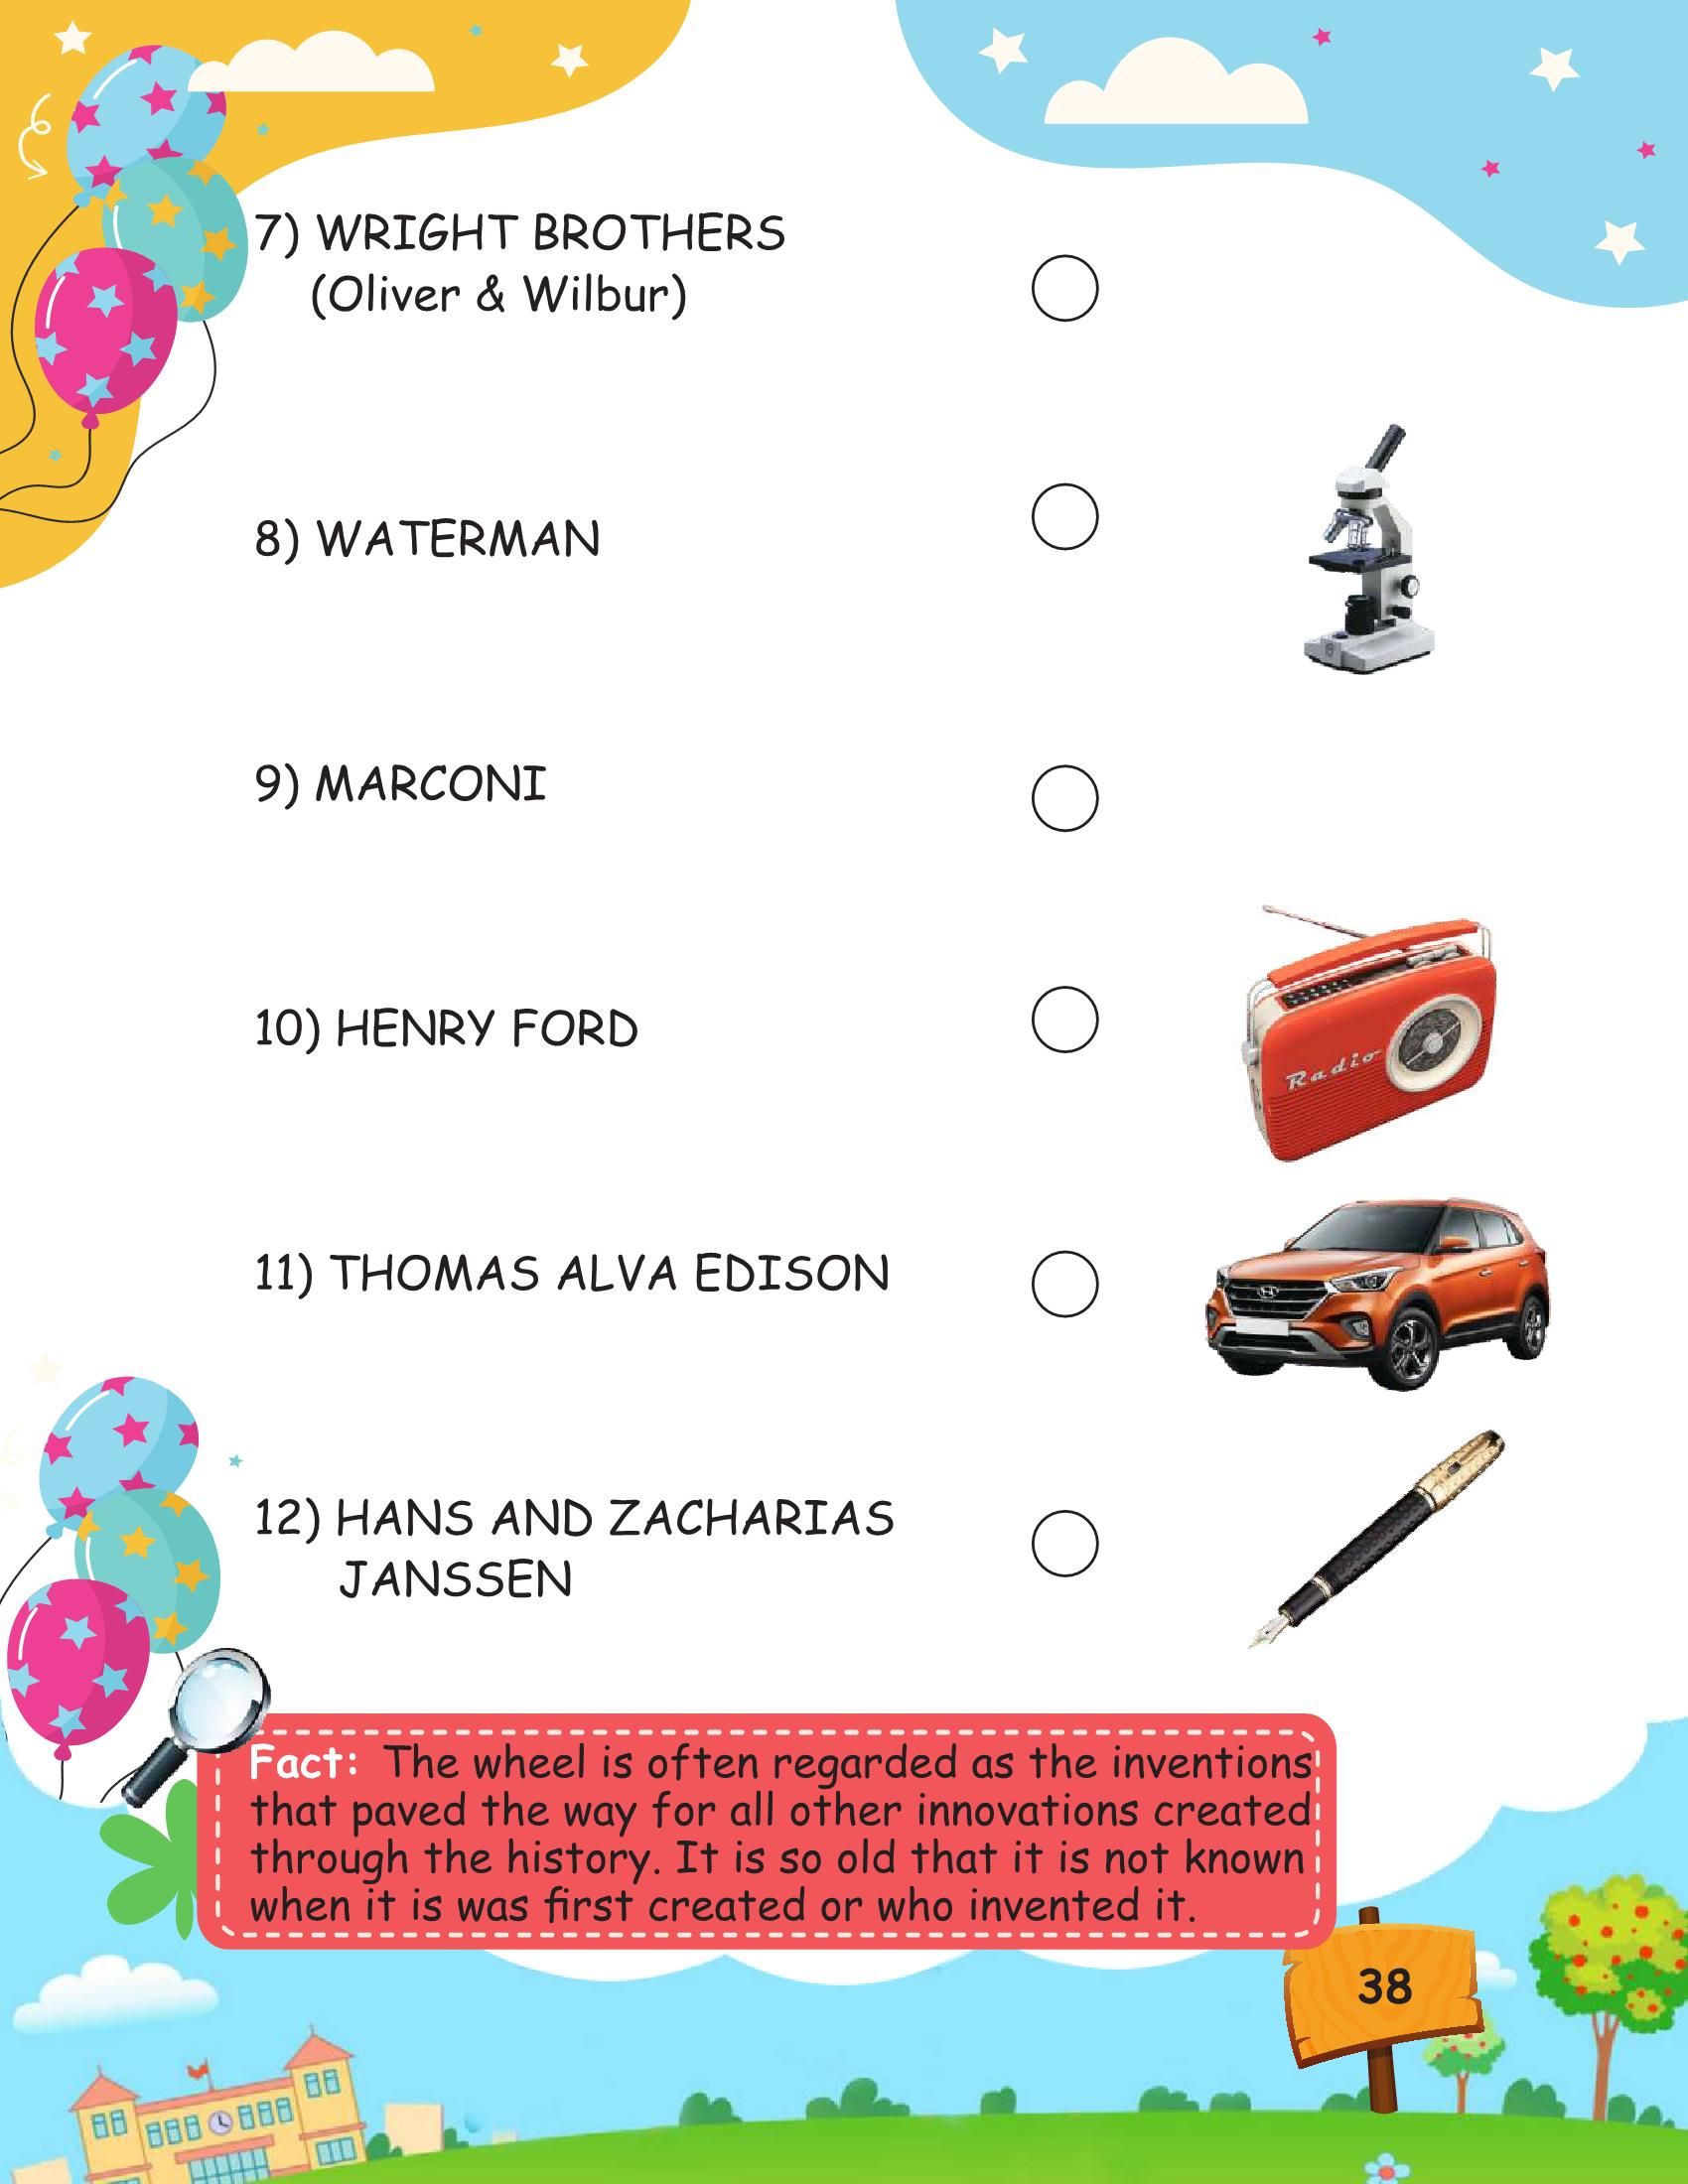 7) WRIGHT BROTHERS
(Oliver & Wilbur)
8) WATERMAN
9) MARCONI
10) HENRY FORD
Radio
11) THOMAS ALVA EDISON
12) HANS AND ZACHARIAS
JANSSEN
Fact: The wheel is often regarded as the inventions
that paved the way for all other innovations created
through the history. It is so old that it is not known
when it is was first created or who invented it.
38